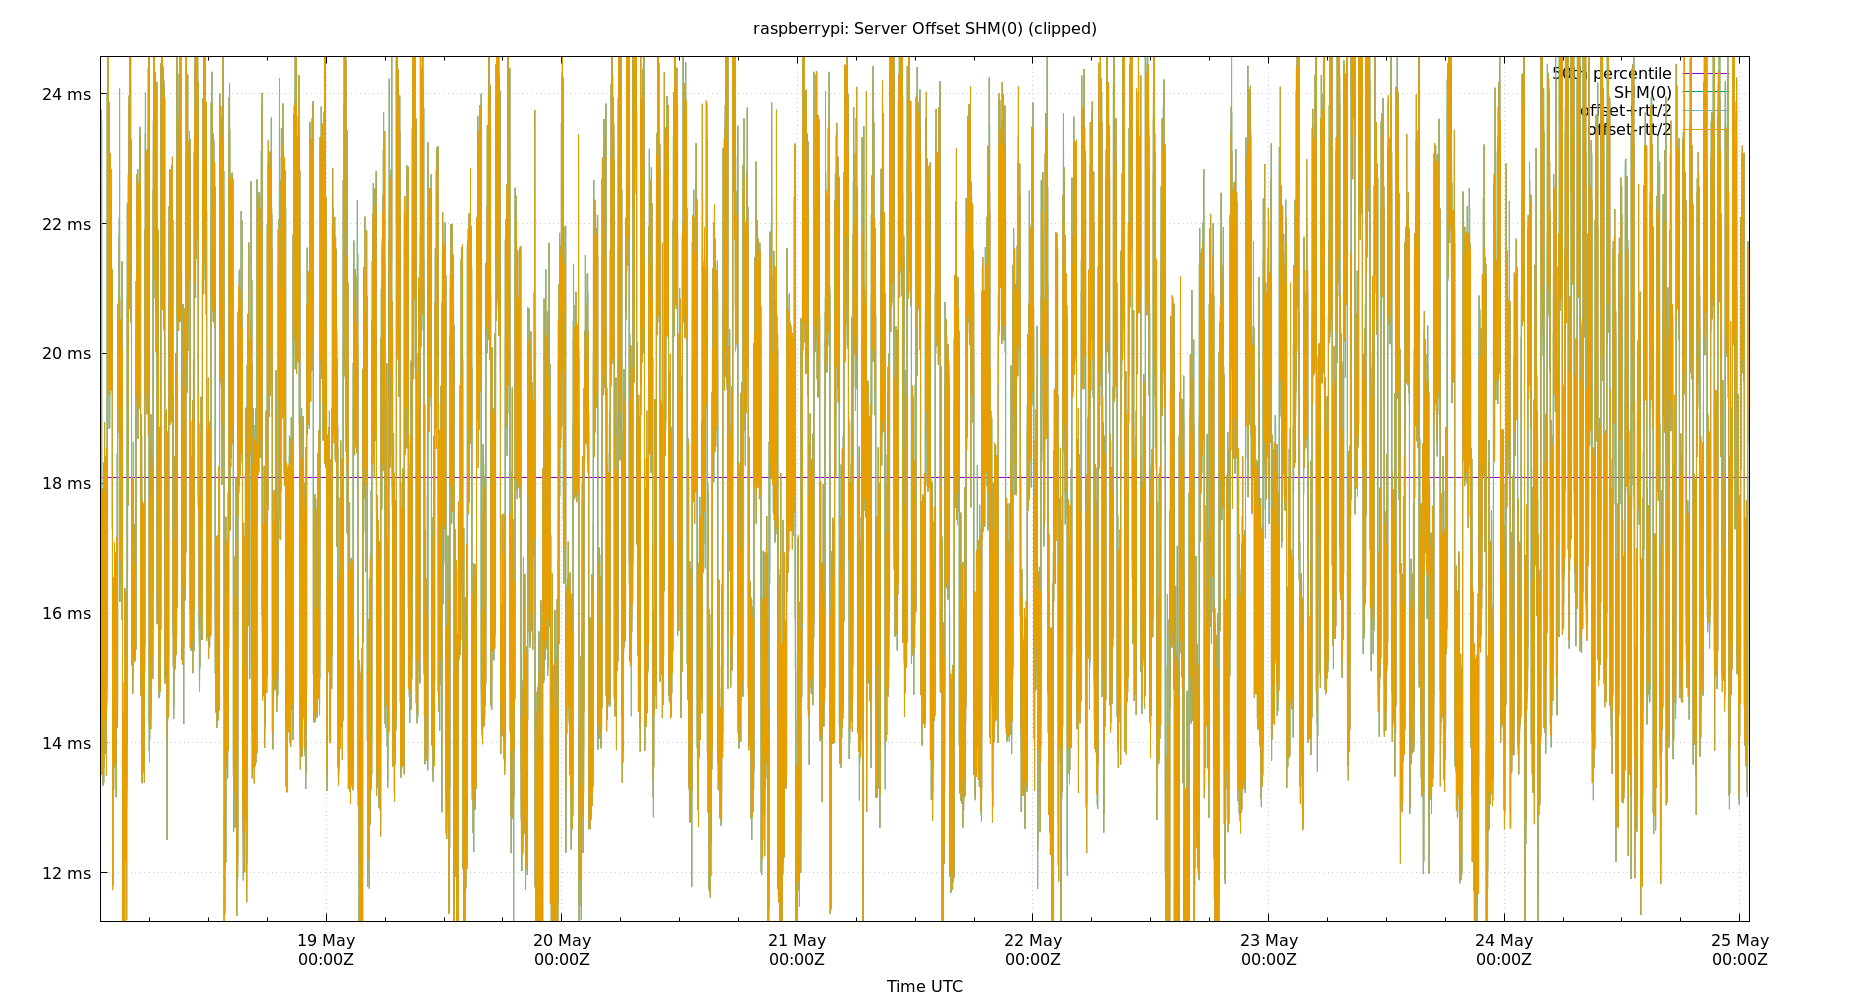 raspberrypi: Server Offset SHM(0) (clipped)
24 ms
22 ms
20 ms
18 ms
16 ms
14 ms
12 ms
50th percentile
SHM(0)
offset+rtt/2
offset-rtt/2
19 May
00:00Z
20 May
00:00Z
21 May
00:00Z
22 May
00:00Z
23 May
00:00Z
24 May
00:00Z
25 May
00:00Z
Time UTC